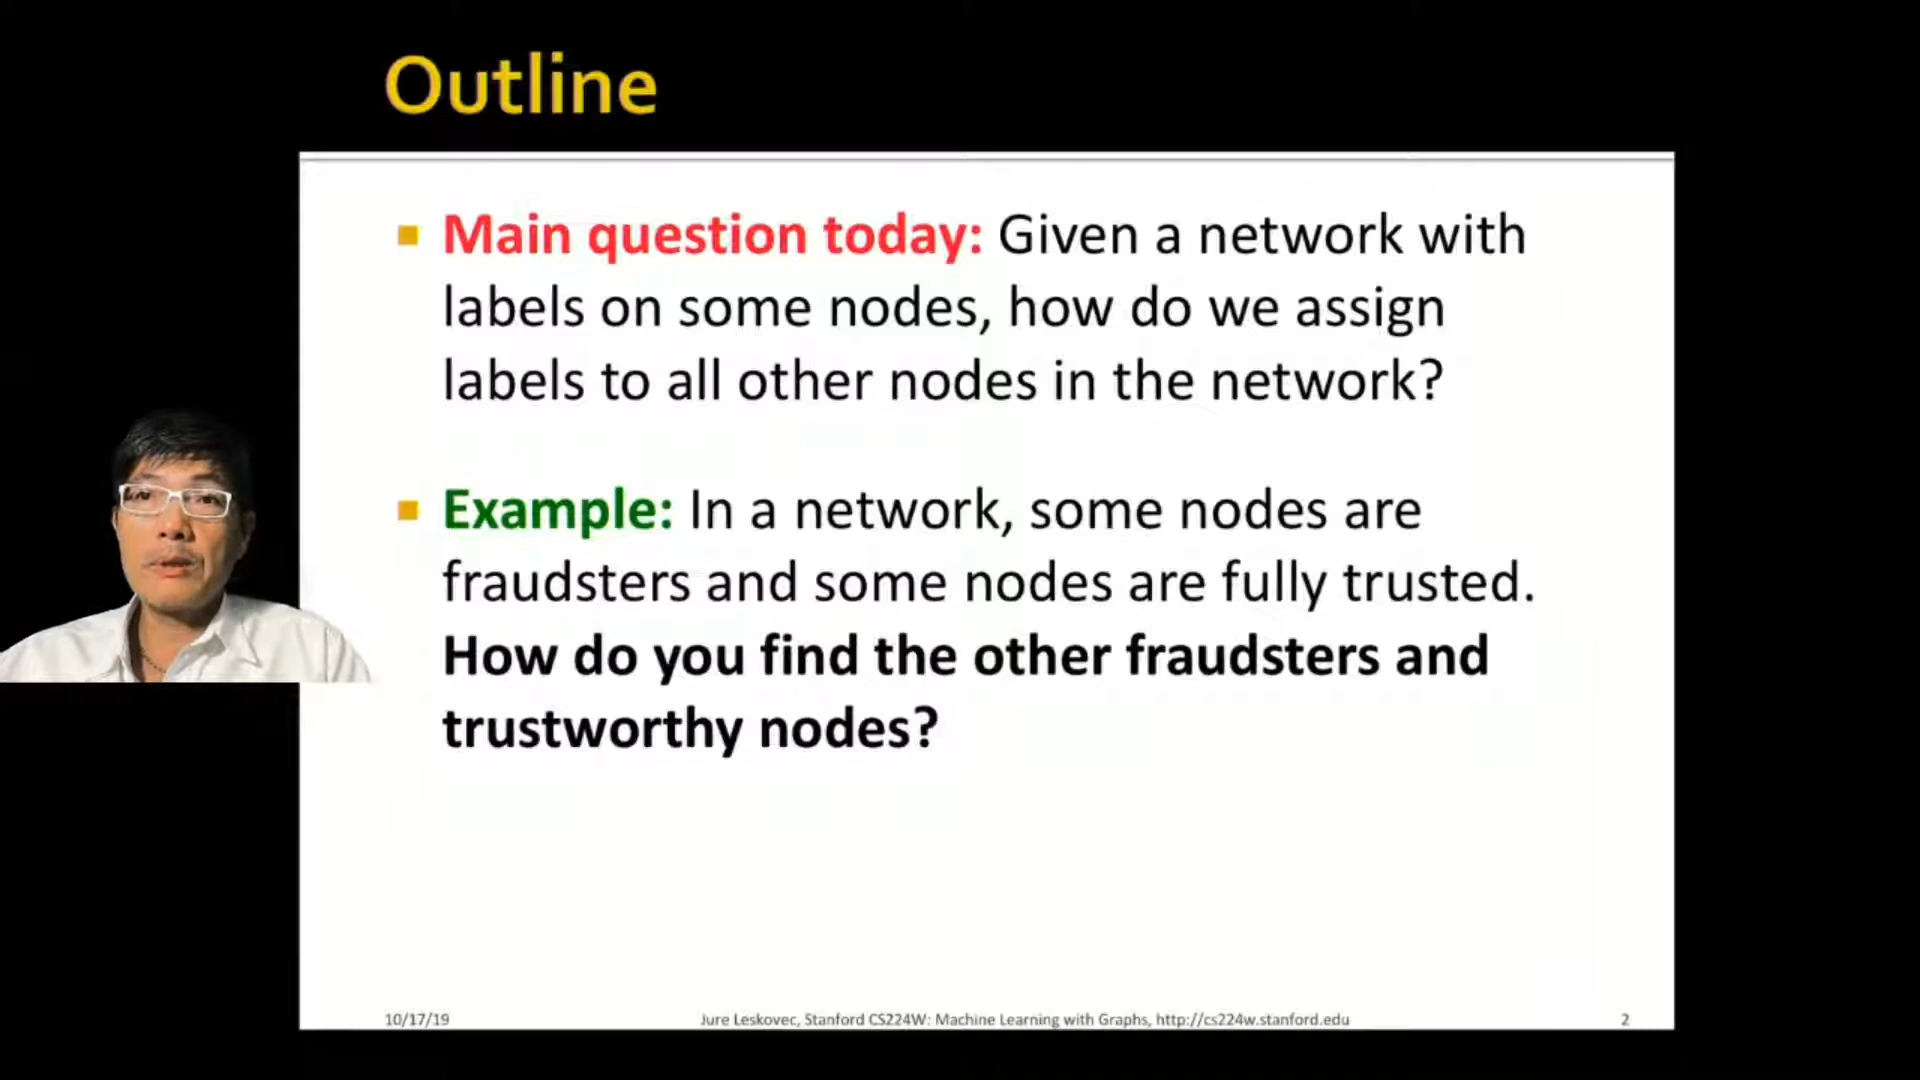 Outline
Main question today: Given a network with
labels on some nodes, how do we assign
labels to all other nodes in the network?
Example: In a network, some nodes are
fraudsters and some nodes are fully trusted.
How do you find the other fraudsters and
trustworthy nodes?
10/17/19
Jure Leskovec, Stanford CS224W: Machine Learning with Graphs, http://cs224w.stanford.edu
2